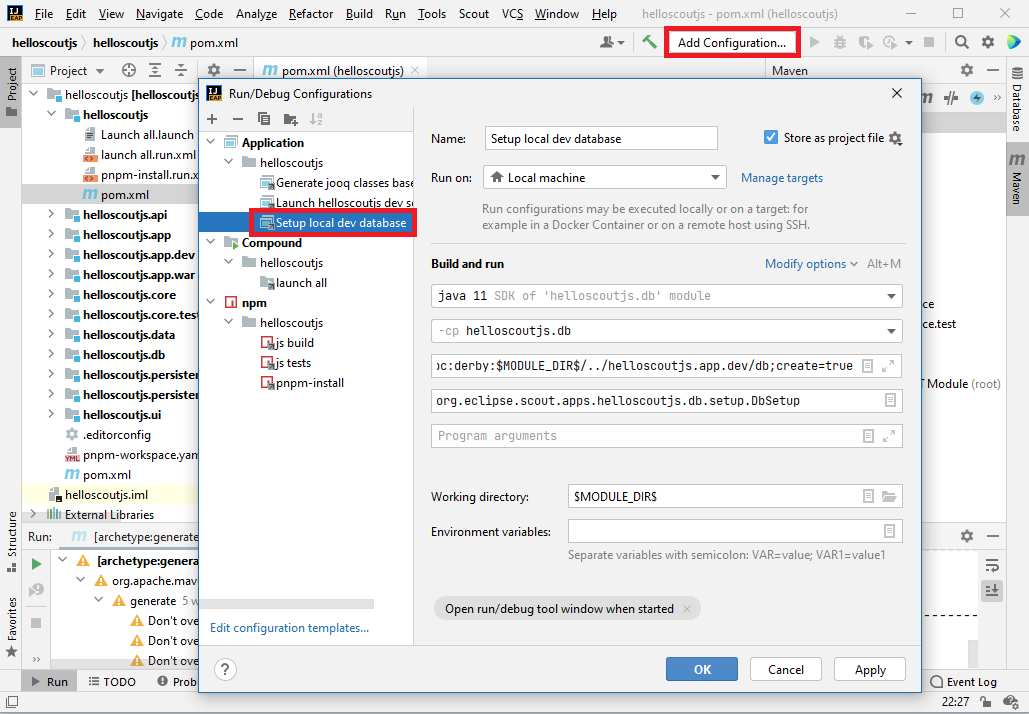 File Edit View Navigate Code Analyze Refactor Build Run Tools Scout VCS Window Help helloscoutjs - pom.xml (helloscoutjs)
helloscoutjs helloscoutjs pom.xml Add Configuration...
Project pom.xml (helloscoutjs) Maven
Project
Database
Maven
Structure
Favorites
helloscoutjs [helloscoutjs
helloscoutjs
Launch all.launch
launch all.run.xml
pnpm-install.run.x
pom.xml
helloscoutjs.api
helloscoutjs.app
helloscoutjs.app.dev
helloscoutjs.app.war
helloscoutjs.core
helloscoutjs.core.test
helloscoutjs.data
helloscoutjs.db
helloscoutjs.persisten
helloscoutjs.persisten
helloscoutjs.ui
.editorconfig
pnpm-workspace.yam
pom.xml
helloscoutjs.iml
External Libraries
Run/Debug Configurations
Application
helloscoutjs
Generate jooq classes base
Launch helloscoutjs dev se
Setup local dev database
Compound
helloscoutjs
launch all
npm
helloscoutjs
js build
js tests
pnpm-install
Edit configuration templates...
Name: Setup local dev database Store as project file
Run on: Local machine Manage targets
Run configurations may be executed locally or on a target: for
example in a Docker Container or on a remote host using SSH.
Build and run Modify options Alt+M
java 11 SDK of 'helloscoutjs.db' module
-cp helloscoutjs.db
oc:derby:$MODULE_DIR$/../helloscoutjs.app.dev/db;create=true
org.eclipse.scout.apps.helloscoutjs.db.setup.DbSetup
Program arguments
Working directory: $MODULE_DIR$
Environment variables:
Separate variables with semicolon: VAR=value; VAR1=value1
Open run/debug tool window when started
? OK Cancel Apply
ce
ce.test
T Module (root)
Run: [archetype:generate
[archetype:genera
org.apache.mav
generate 5 w
Don't ove
Don't ove
Don't ove
Run TODO Prob Event Log
22:27